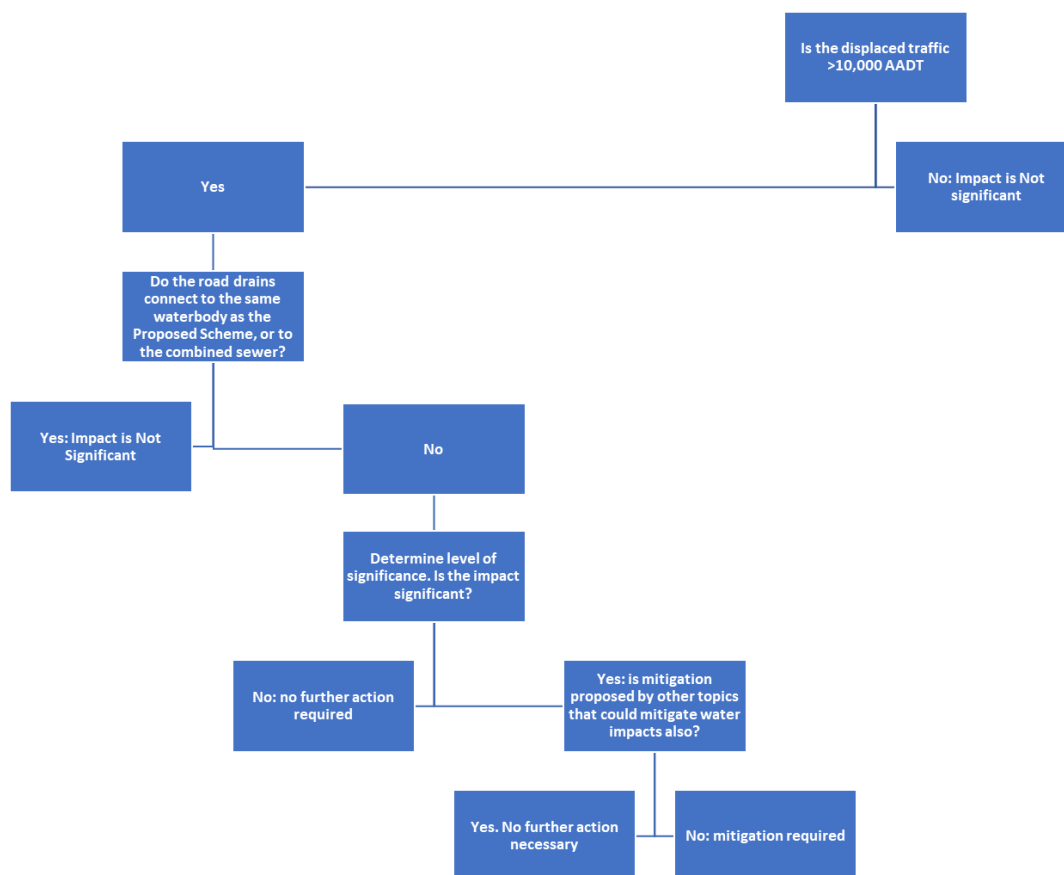 Is the displaced traffic
>10,000 AADT
Yes
No: Impact is Not
significant
Do the road drains
connect to the same
waterbody as the
Proposed Scheme, or to
the combined sewer?
Yes: Impact is Not
Significant
No
Determine level of
significance. Is the impact
significant?
No: no further action
required
Yes: is mitigation
proposed by other topics
that could mitigate water
impacts also?
Yes. No further action
necessary
No: mitigation required